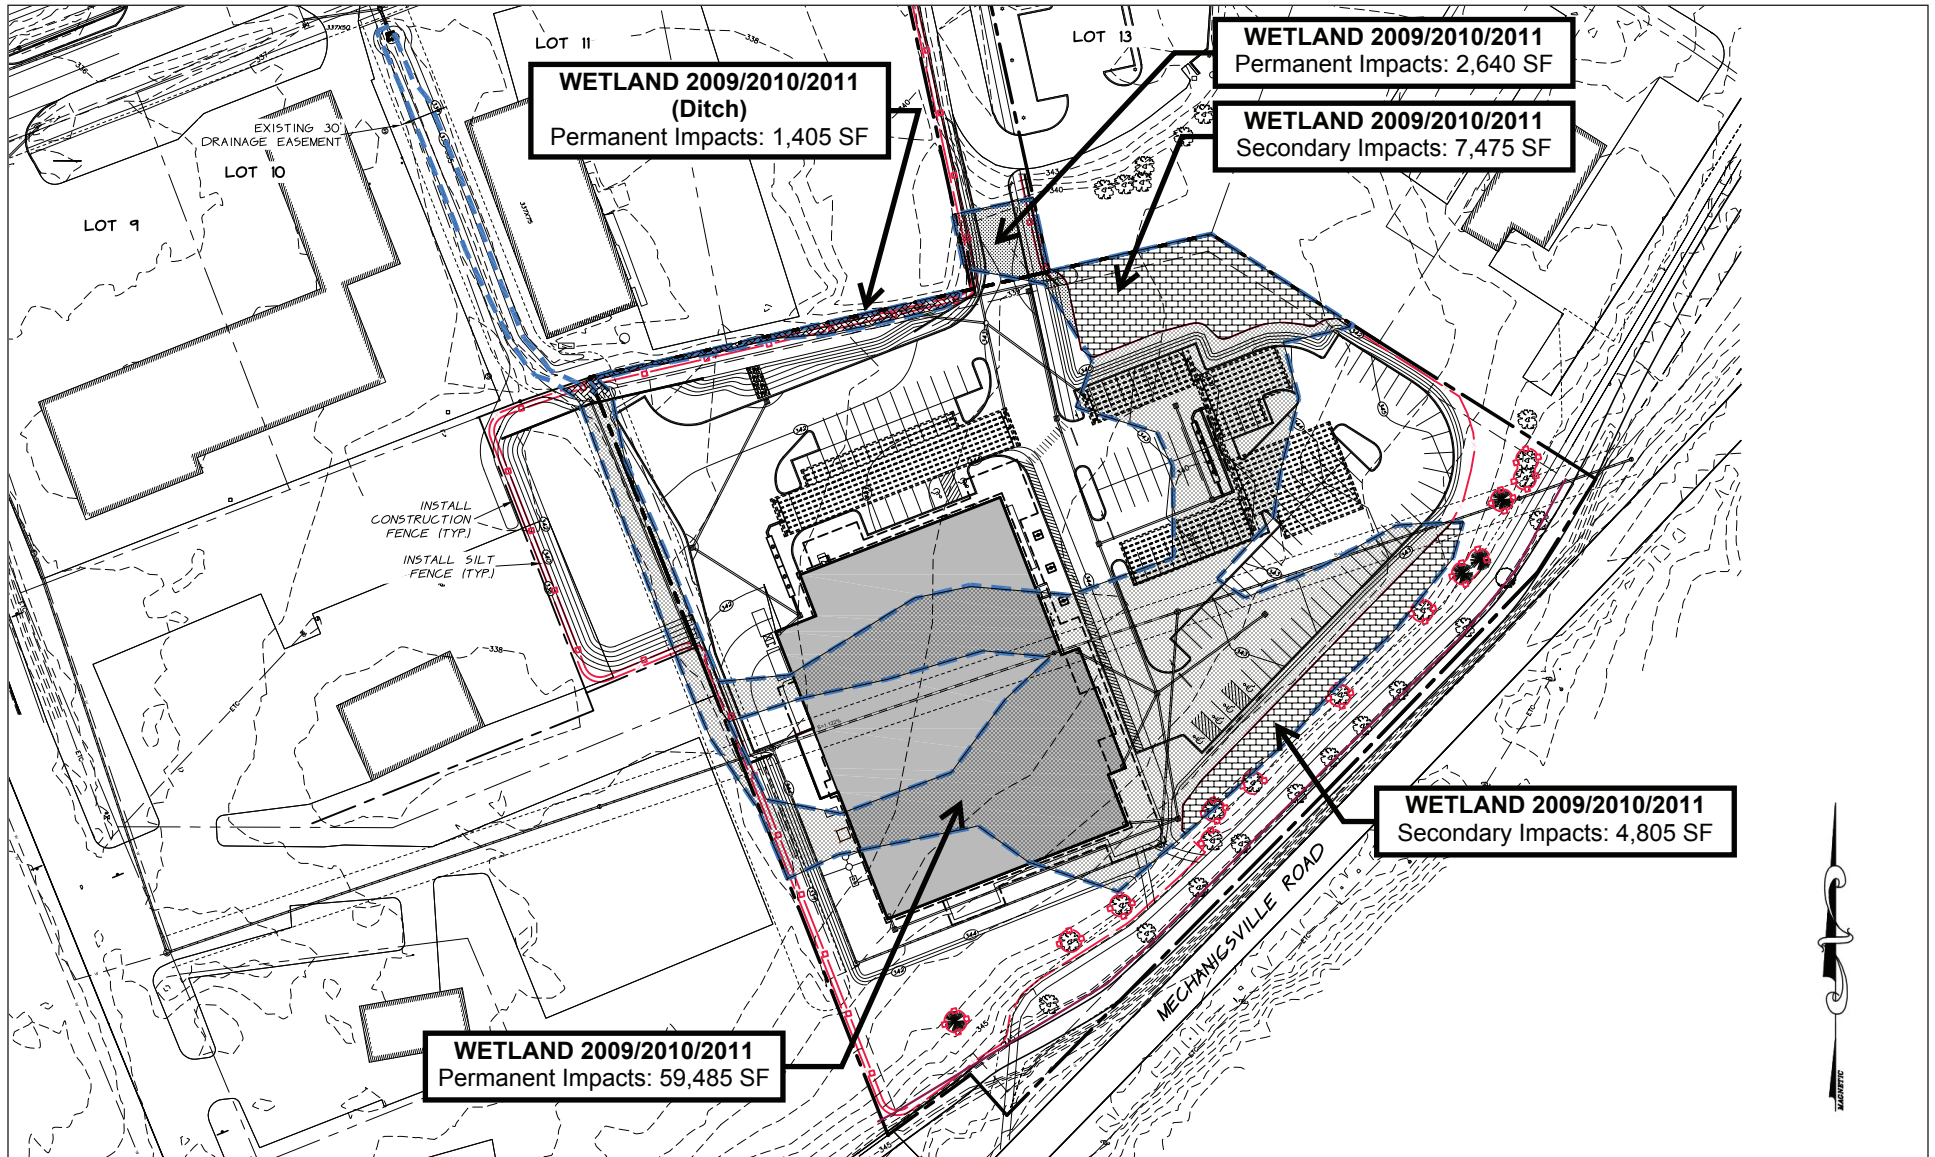 LOT 11
LOT 13
WETLAND 2009/2010/2011
Permanent Impacts: 2,640 SF
WETLAND 2009/2010/2011
(Ditch)
Permanent Impacts: 1,405 SF
WETLAND 2009/2010/2011
Secondary Impacts: 7,475 SF
EXISTING 30'
DRAINAGE EASEMENT
LOT 10
LOT 9
INSTALL
CONSTRUCTION
FENCE (TYP.)
INSTALL SILT
FENCE (TYP.)
WETLAND 2009/2010/2011
Secondary Impacts: 4,805 SF
MECHANICSVILLE ROAD
WETLAND 2009/2010/2011
Permanent Impacts: 59,485 SF
MAGNETIC